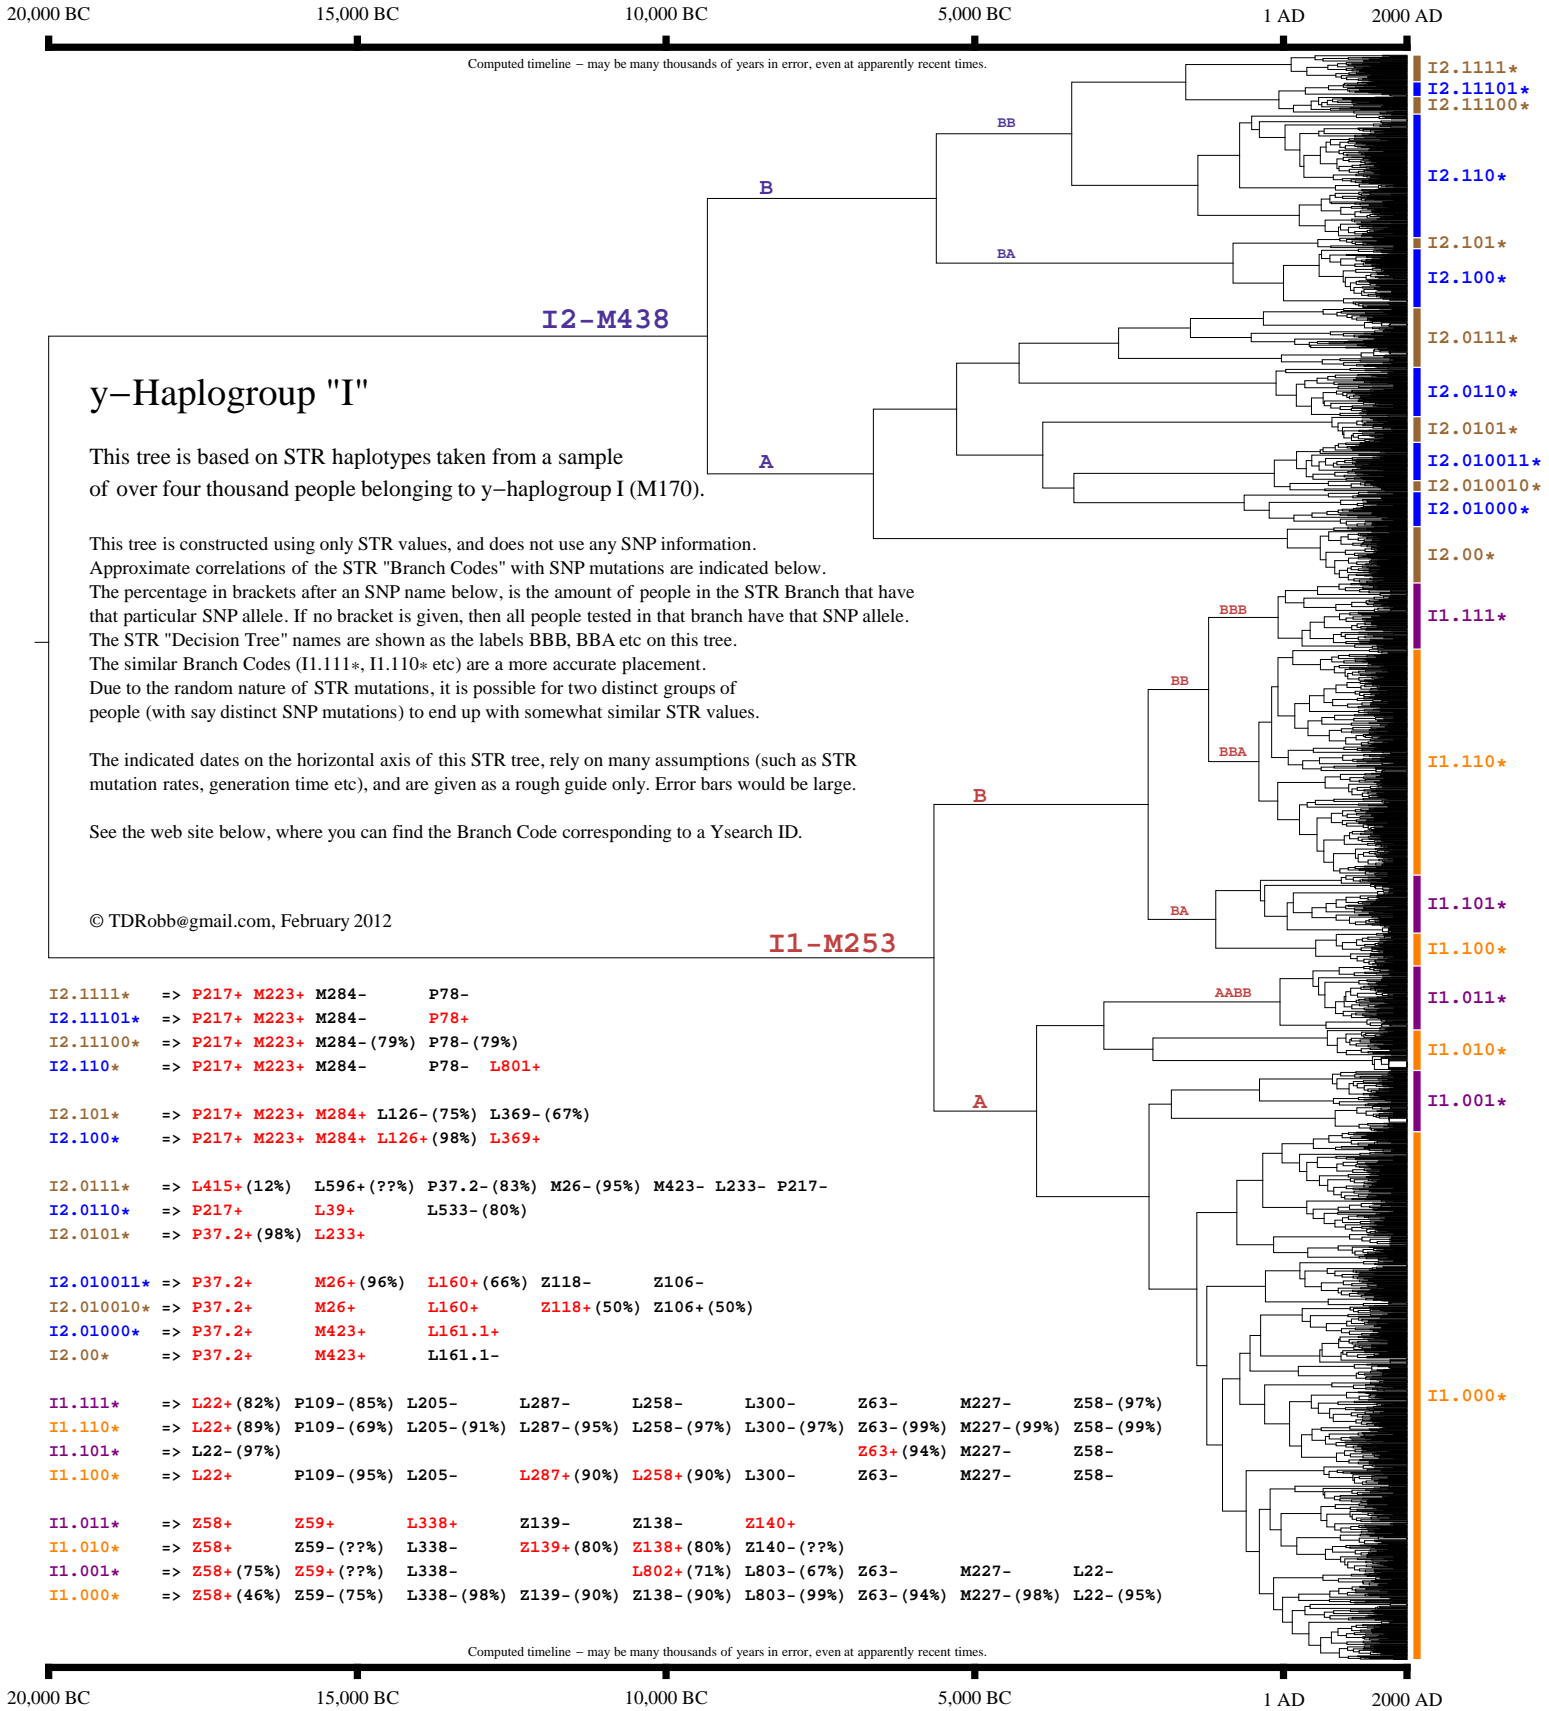 20,000 BC 15,000 BC 10,000 BC 5,000 BC 1 AD 2000 AD
Computed timeline − may be many thousands of years in error, even at apparently recent times.
I2.1111*
I2.11101*
I2.11100*
BB
I2.110*
B
I2.101*
BA
I2.100*
I2-M438
I2.0111*
y−Haplogroup "I"
I2.0110*
I2.0101*
This tree is based on STR haplotypes taken from a sample
A
I2.010011*
of over four thousand people belonging to y−haplogroup I (M170).
I2.010010*
I2.01000*
This tree is constructed using only STR values, and does not use any SNP information.
I2.00*
Approximate correlations of the STR "Branch Codes" with SNP mutations are indicated below.
The percentage in brackets after an SNP name below, is the amount of people in the STR Branch that have
that particular SNP allele. If no bracket is given, then all people tested in that branch have that SNP allele.
BBB
I1.111*
The STR "Decision Tree" names are shown as the labels BBB, BBA etc on this tree.
The similar Branch Codes (I1.111*, I1.110* etc) are a more accurate placement.
BB
Due to the random nature of STR mutations, it is possible for two distinct groups of
people (with say distinct SNP mutations) to end up with somewhat similar STR values.
BBA
I1.110*
The indicated dates on the horizontal axis of this STR tree, rely on many assumptions (such as STR
mutation rates, generation time etc), and are given as a rough guide only. Error bars would be large.
B
See the web site below, where you can find the Branch Code corresponding to a Ysearch ID.
I1.101*
BA
© TDRobb@gmail.com, February 2012
I1-M253
I1.100*
AABB
I1.011*
I1.010*
A
I1.001*
I1.000*
I2.1111* => P217+ M223+ M284- P78-
I2.11101* => P217+ M223+ M284- P78+
I2.11100* => P217+ M223+ M284-(79%) P78-(79%)
I2.110* => P217+ M223+ M284- P78- L801+
I2.101* => P217+ M223+ M284+ L126-(75%) L369-(67%)
I2.100* => P217+ M223+ M284+ L126+(98%) L369+
I2.0111* => L415+(12%) L596+(??%) P37.2-(83%) M26-(95%) M423- L233- P217-
I2.0110* => P217+ L39+ L533-(80%)
I2.0101* => P37.2+(98%) L233+
I2.010011* => P37.2+ M26+(96%) L160+(66%) Z118- Z106-
I2.010010* => P37.2+ M26+ L160+ Z118+(50%) Z106+(50%)
I2.01000* => P37.2+ M423+ L161.1+
I2.00* => P37.2+ M423+ L161.1-
I1.111* => L22+(82%) P109-(85%) L205- L287- L258- L300- Z63- M227- Z58-(97%)
I1.110* => L22+(89%) P109-(69%) L205-(91%) L287-(95%) L258-(97%) L300-(97%) Z63-(99%) M227-(99%) Z58-(99%)
I1.101* => L22-(97%) Z63+(94%) M227- Z58-
I1.100* => L22+ P109-(95%) L205- L287+(90%) L258+(90%) L300- Z63- M227- Z58-
I1.011* => Z58+ Z59+ L338+ Z139- Z138- Z140+
I1.010* => Z58+ Z59-(??%) L338- Z139+(80%) Z138+(80%) Z140-(??%)
I1.001* => Z58+(75%) Z59+(??%) L338- L802+(71%) L803-(67%) Z63- M227- L22-
I1.000* => Z58+(46%) Z59-(75%) L338-(98%) Z139-(90%) Z138-(90%) L803-(99%) Z63-(94%) M227-(98%) L22-(95%)
Computed timeline − may be many thousands of years in error, even at apparently recent times.
20,000 BC 15,000 BC 10,000 BC 5,000 BC 1 AD 2000 AD